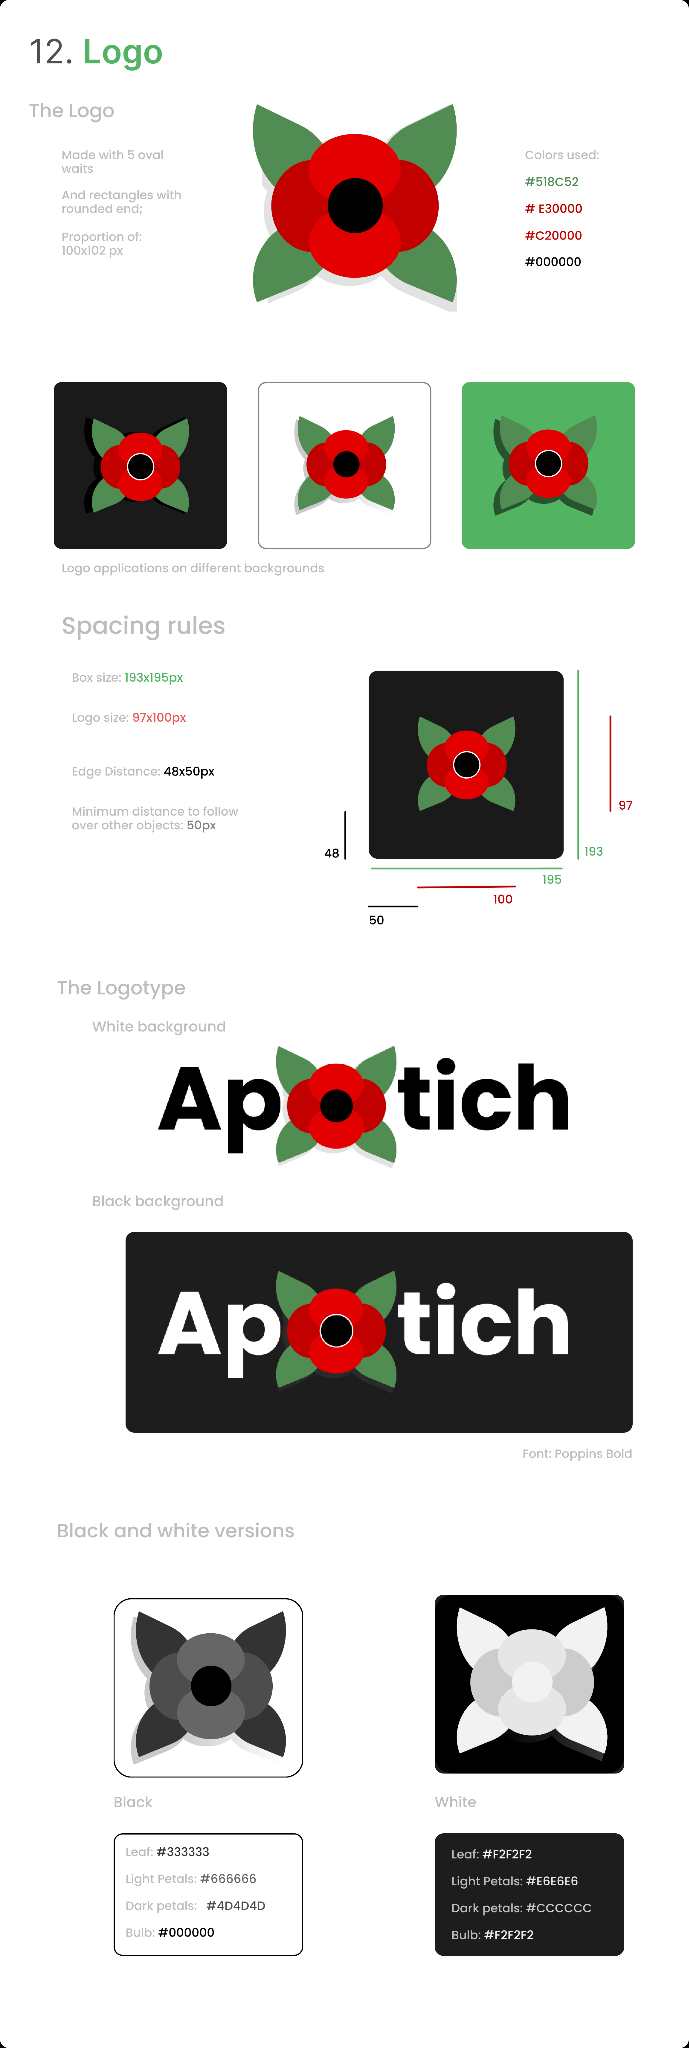 12. Logo
The Logo
Made with 5 oval
waits
And rectangles with
rounded end;
Proportion of:
100x102 px
Colors used:
#518C52
# E30000
#C20000
#000000
Logo applications on different backgrounds
Spacing rules
Box size: 193x195px
Logo size: 97x100px
Edge Distance: 48x50px
Minimum distance to follow
over other objects: 50px
97
48
193
195
100
50
The Logotype
White background
Ap tich
Black background
Ap tich
Font: Poppins Bold
Black and white versions
Black
White
Leaf: #333333
Light Petals: #666666
Dark petals: #4D4D4D
Bulb: #000000
Leaf: #F2F2F2
Light Petals: #E6E6E6
Dark petals: #CCCCCC
Bulb: #F2F2F2